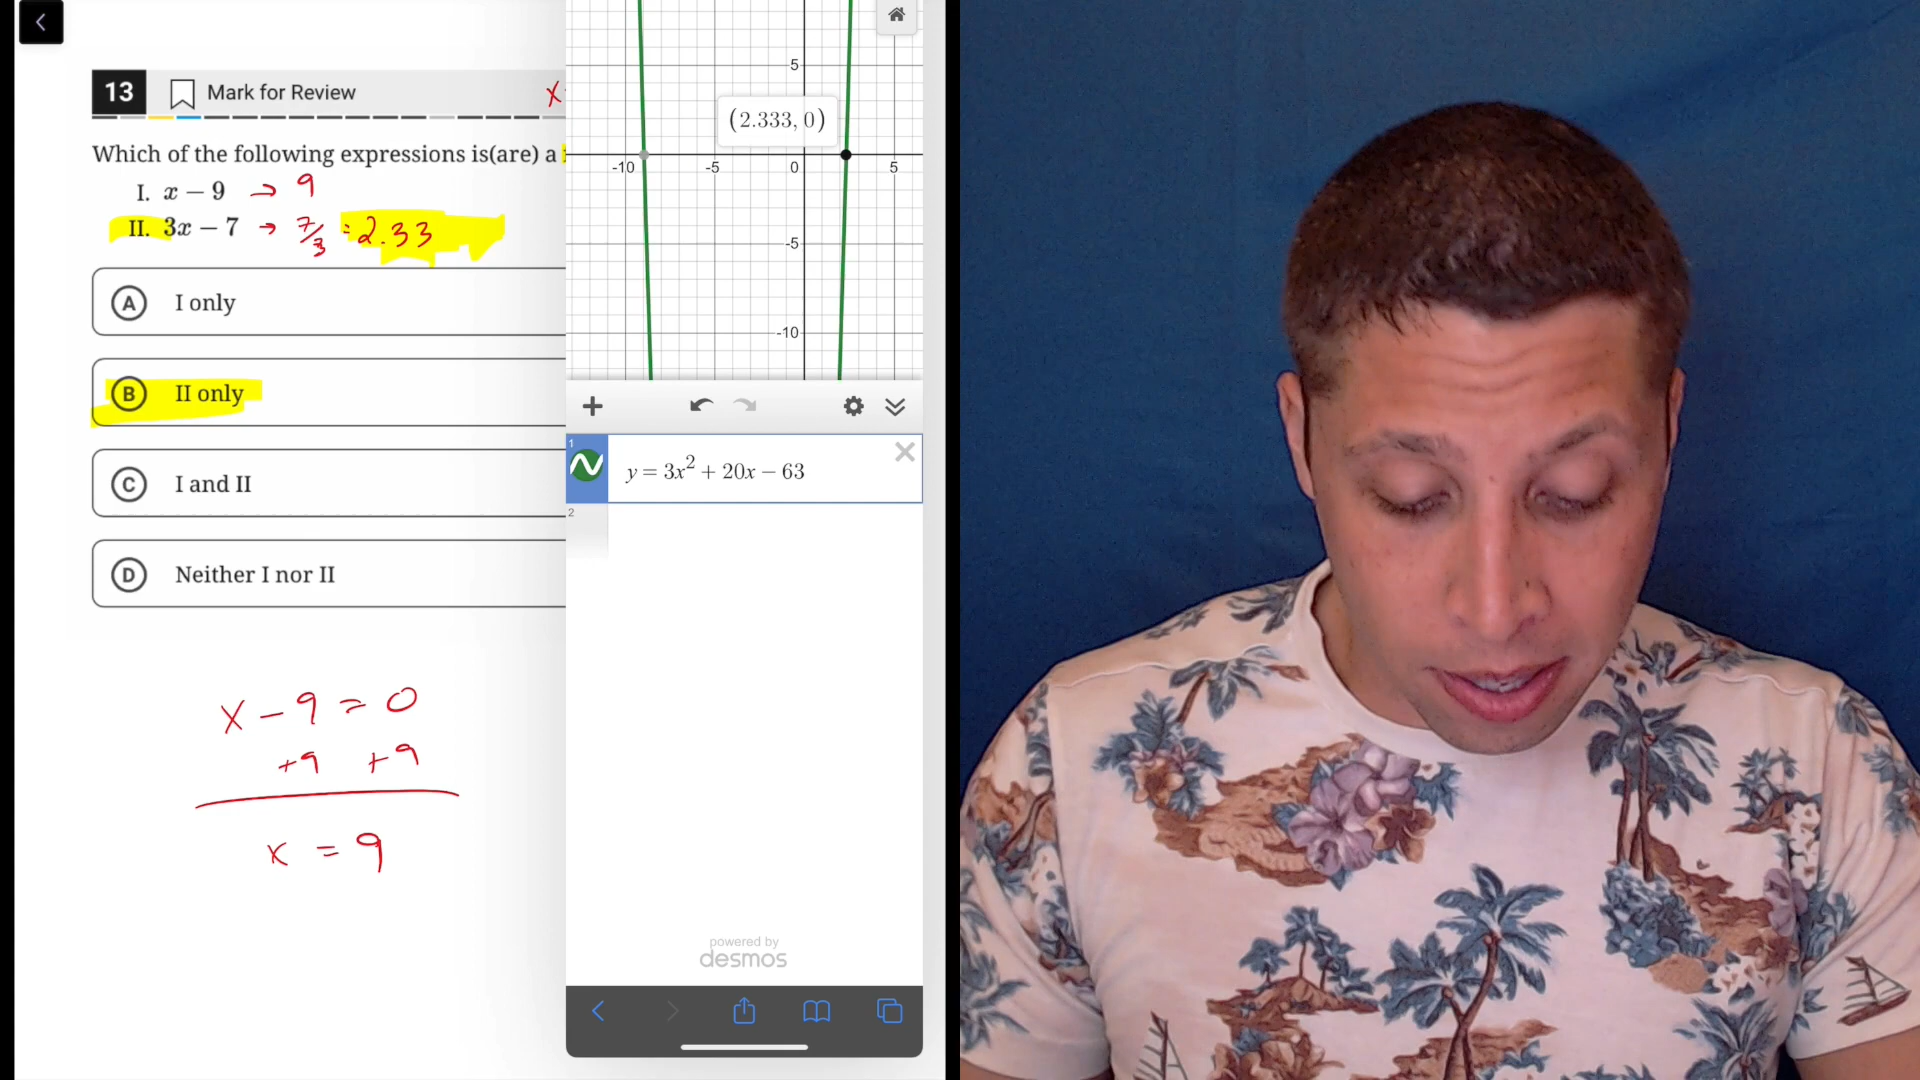 13 Mark for Review x
Which of the following expressions is(are) a
I. x − 9 → 9
II. 3x − 7 → 7/3 = 2.33
A I only
B II only
C I and II
D Neither I nor II
x − 9 = 0
+9 +9
x = 9
5
(2.333, 0)
-10 -5 0 5
-5
-10
1
y = 3x² + 20x − 63
2
powered by
desmos